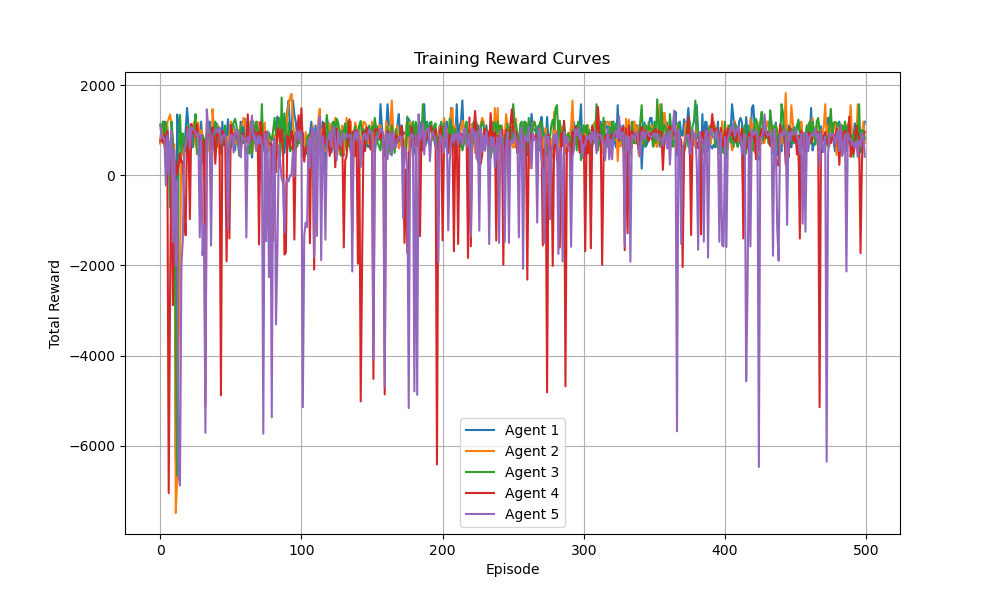 Training Reward Curves
2000
0
−2000
−4000
−6000
Total Reward
Agent 1
Agent 2
Agent 3
Agent 4
Agent 5
0
100
200
300
400
500
Episode